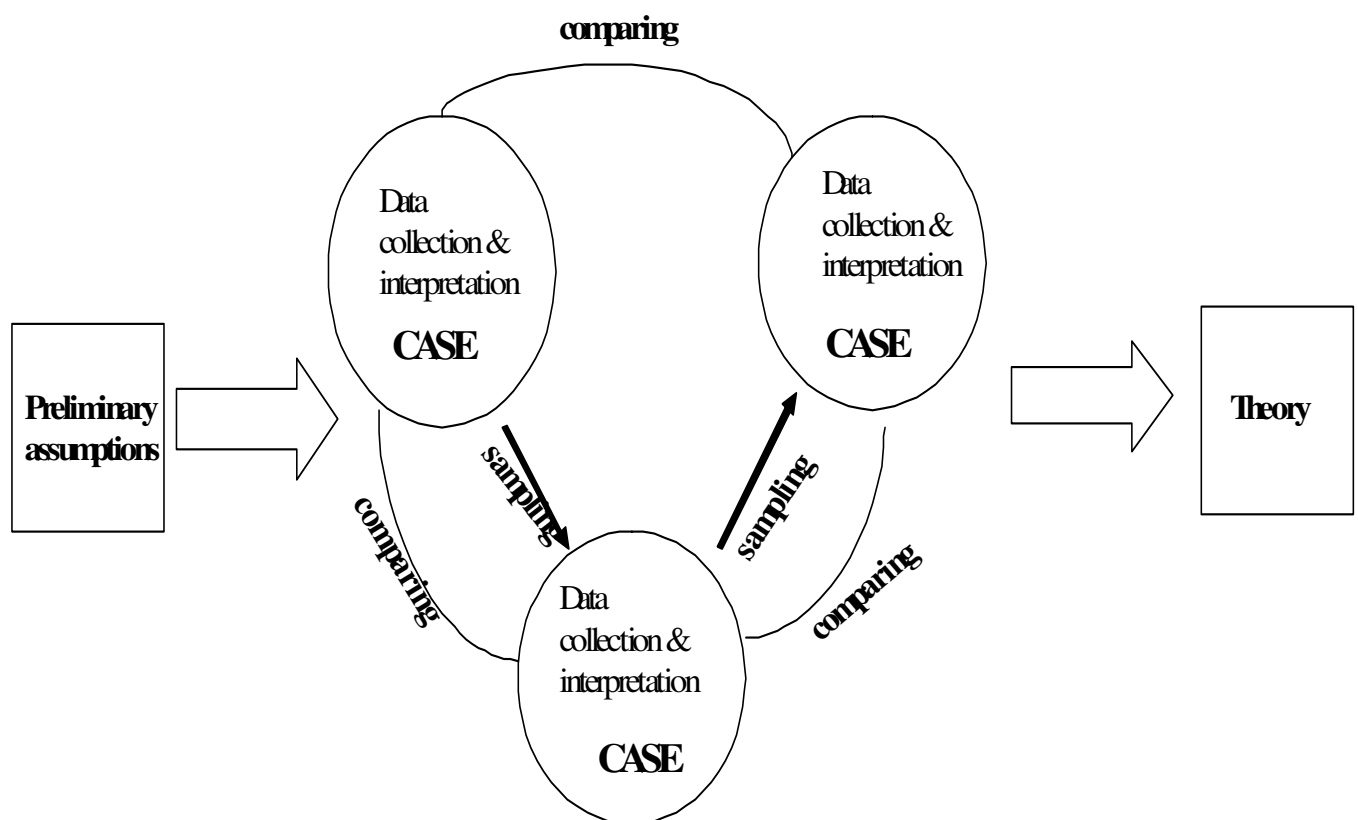 comparing
Data
collection &
interpretation
CASE
Data
collection &
interpretation
CASE
Preliminary
assumptions
Theory
sampling
sampling
comparing
comparing
Data
collection &
interpretation
CASE